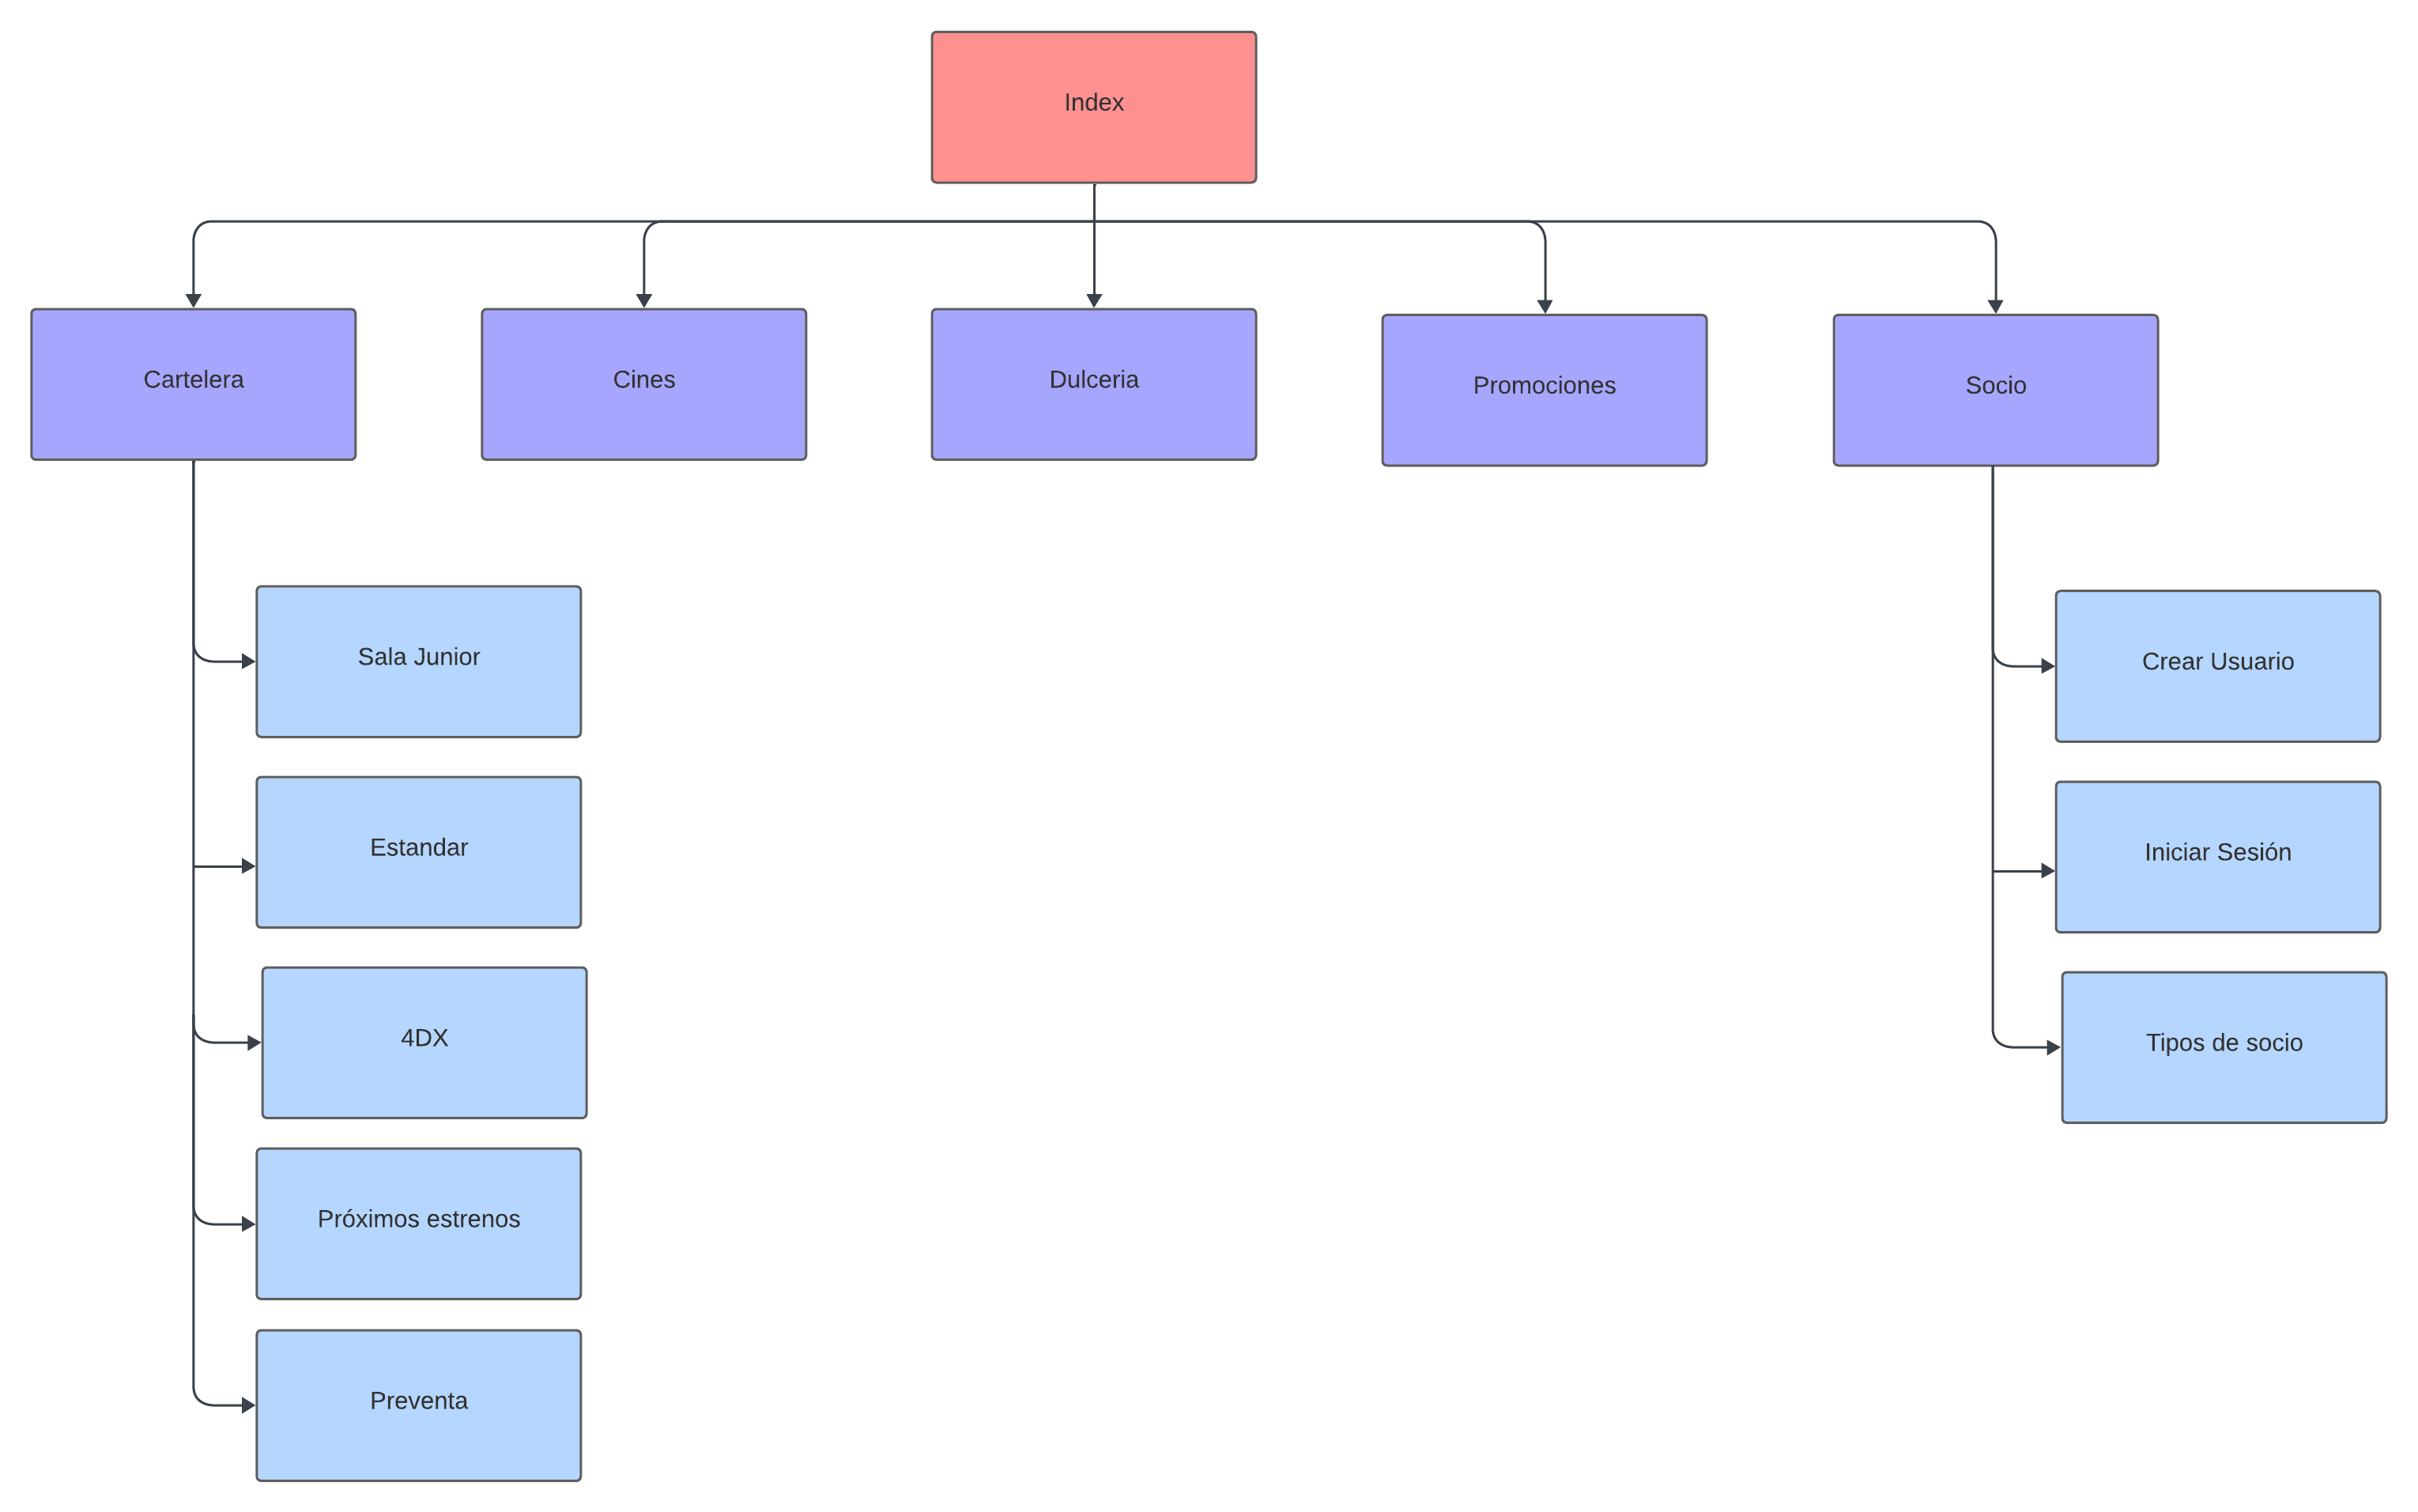 Index
Cartelera
Cines
Dulceria
Promociones
Socio
Sala Junior
Estandar
4DX
Próximos estrenos
Preventa
Crear Usuario
Iniciar Sesión
Tipos de socio